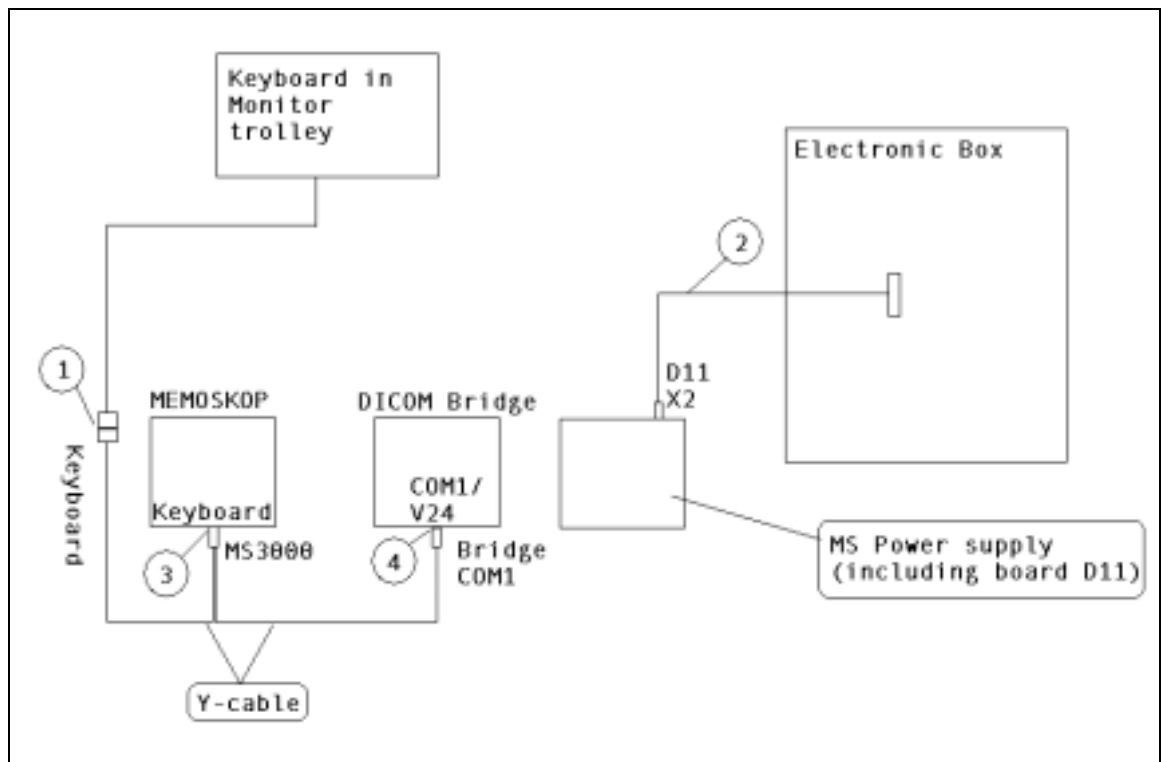 Keyboard in
Monitor
trolley
Electronic Box
2
1
D11
X2
MEMOSKOP
DICOM Bridge
Keyboard
COM1/
V24
Keyboard
3
MS3000
4
Bridge
COM1
MS Power supply
(including board D11)
Y-cable